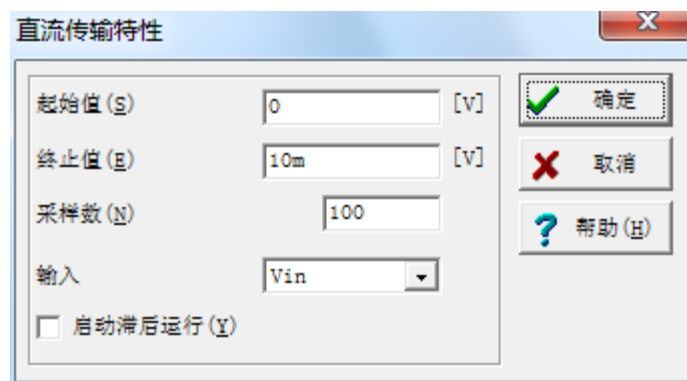 直流传输特性
起始值(S) 0 [V]
终止值(E) 10m [V]
采样数(N) 100
输入 Vin
启动滞后运行(Y)
确定
取消
帮助(H)